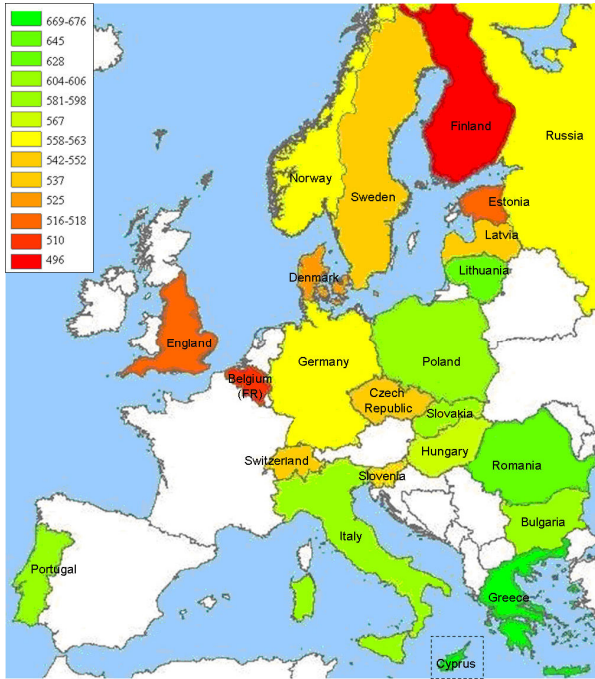 669-676
645
628
604-606
581-598
567
558-563
542-552
537
525
516-518
510
496
Finland
Russia
Norway
Sweden
Estonia
Latvia
Lithuania
Denmark
England
Germany
Poland
Belgium
(FR)
Czech
Republic
Slovakia
Hungary
Switzerland
Slovenia
Romania
Bulgaria
Italy
Portugal
Greece
Cyprus